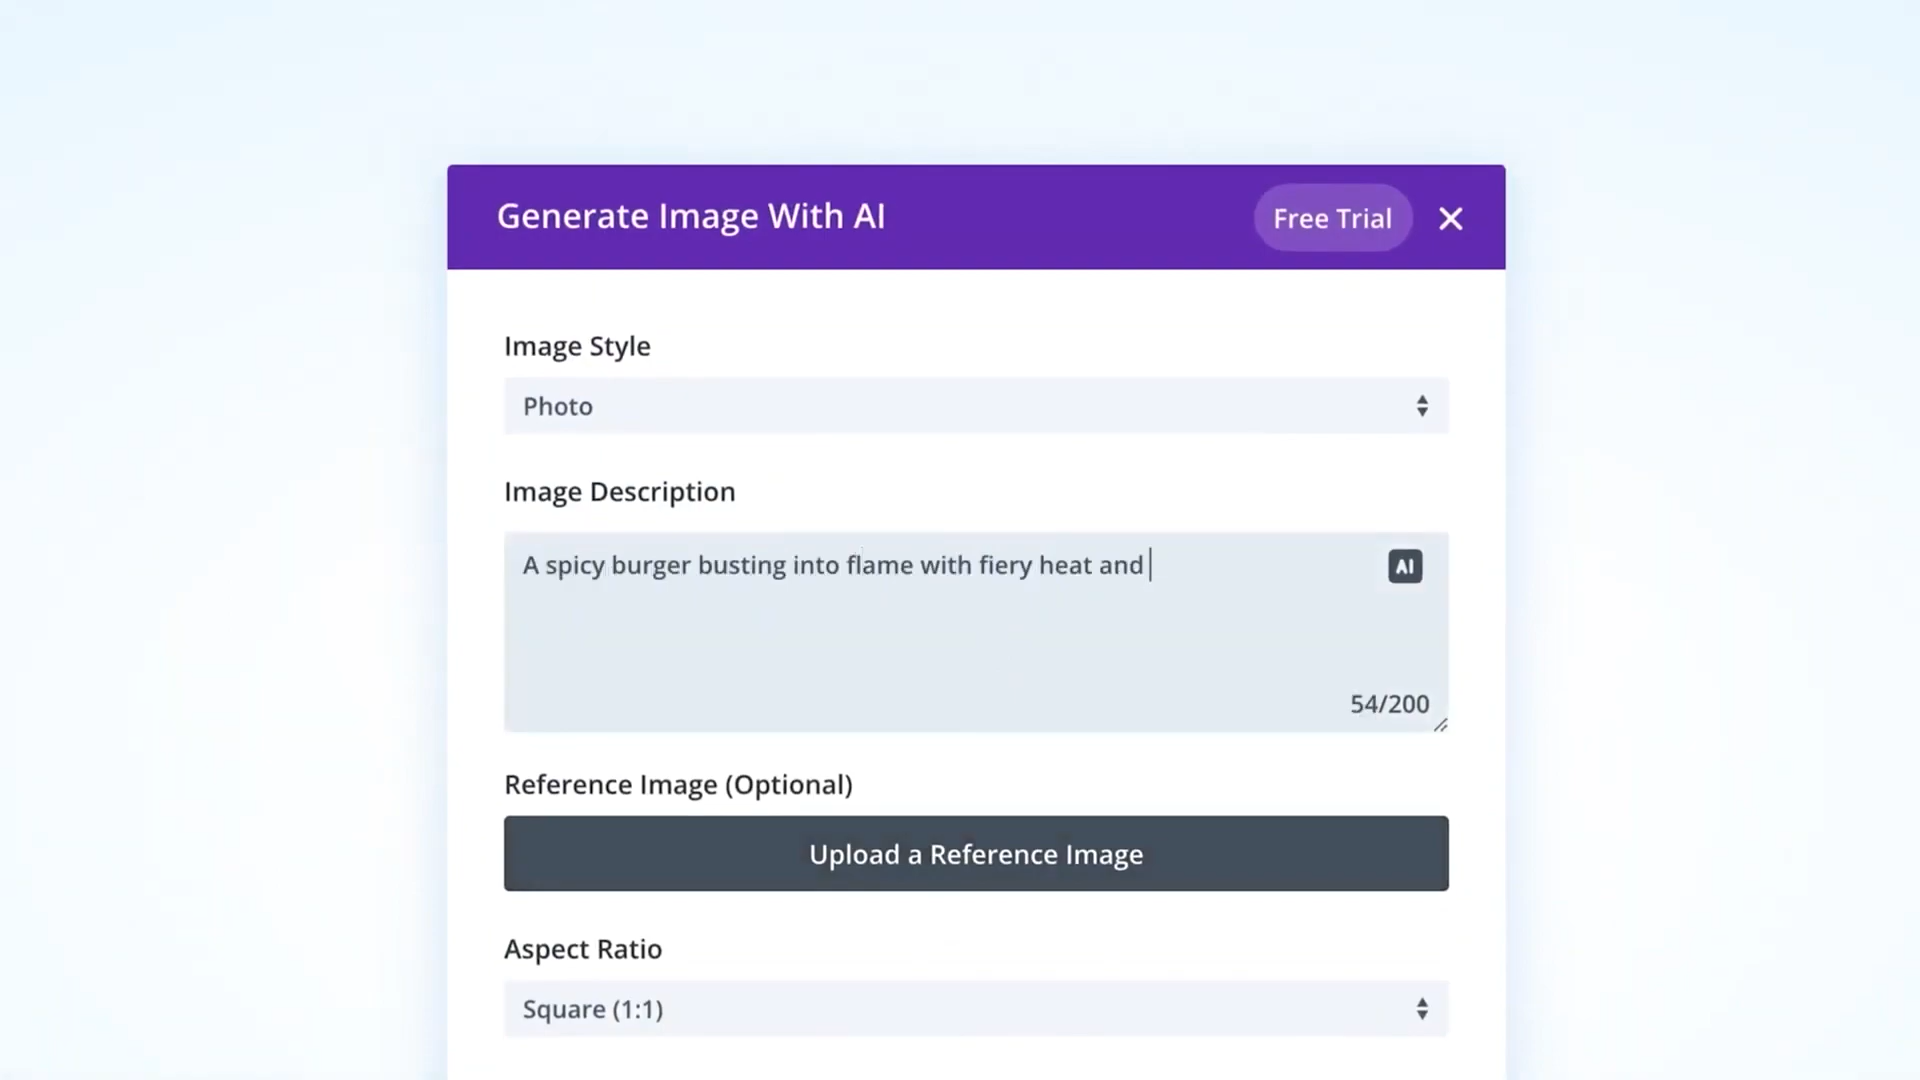 Generate Image With AI
Free Trial
Image Style
Photo
Image Description
A spicy burger busting into flame with fiery heat and
AI
54/200
Reference Image (Optional)
Upload a Reference Image
Aspect Ratio
Square (1:1)